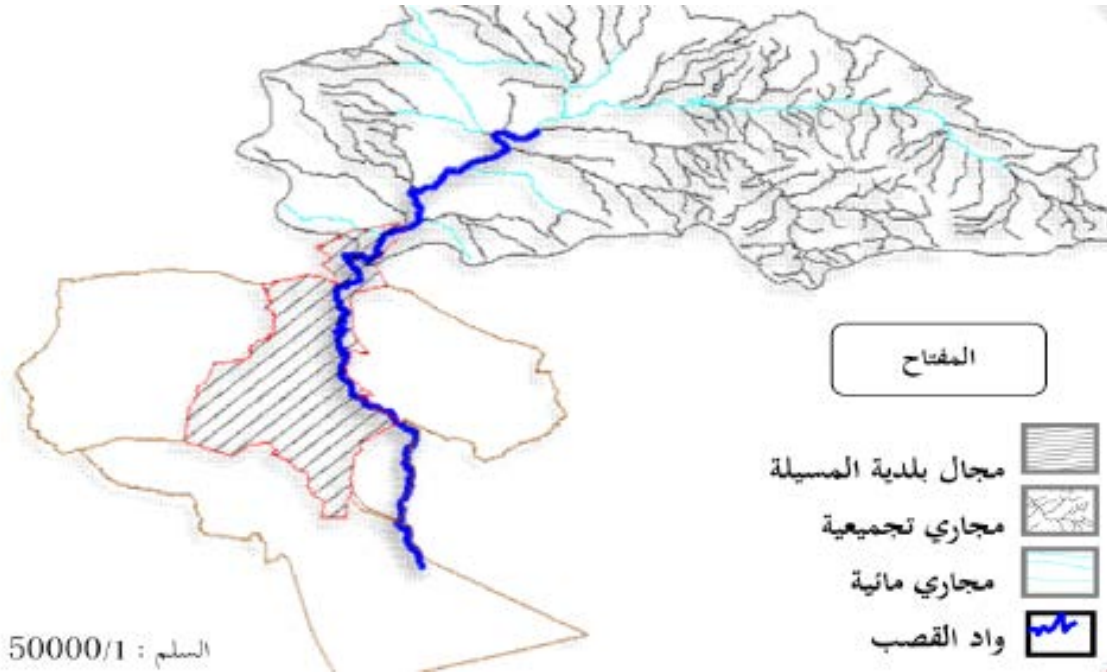 المفتاح
مجال بلدية المسيلة
مجاري تجميعية
مجاري مائية
واد القصب
السلم : 50000/1